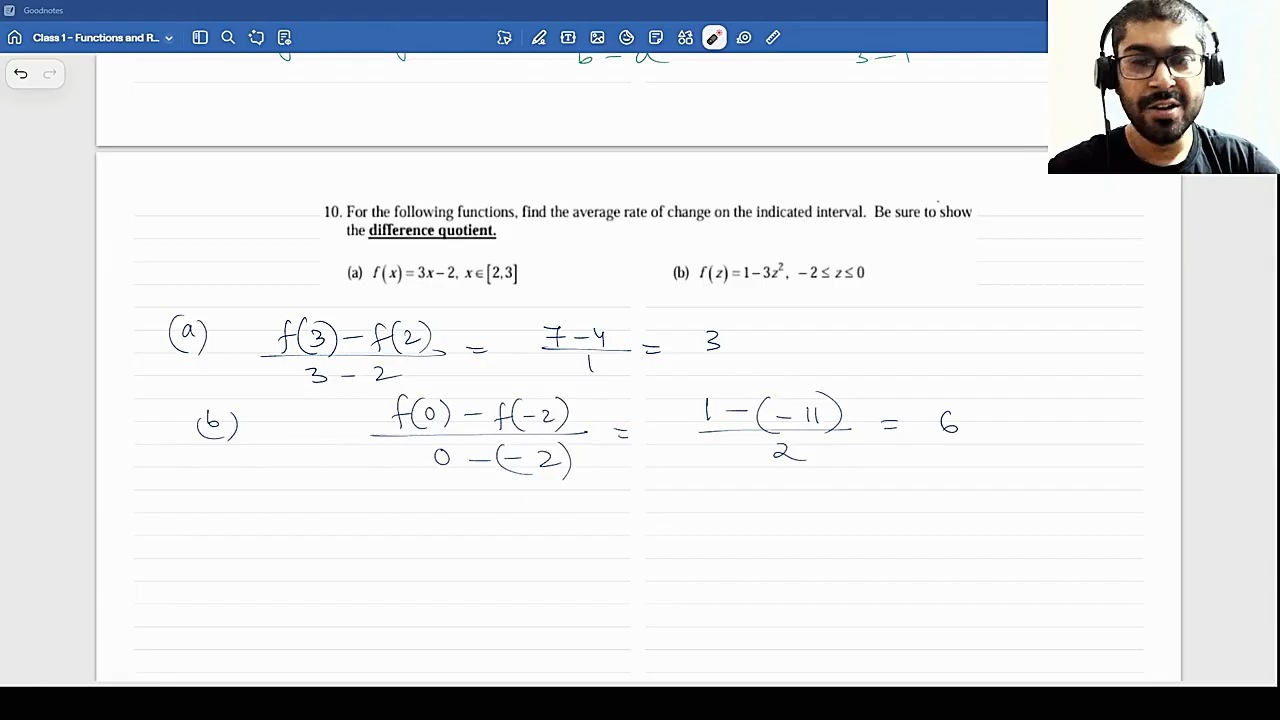 Goodnotes
Class 1 - Functions and R...
b - a
3 - 1
10. For the following functions, find the average rate of change on the indicated interval. Be sure to show
the difference quotient.
(a) f(x) = 3x - 2, x ∈ [2,3]
(b) f(z) = 1 - 3z², -2 ≤ z ≤ 0
(a) f(3) - f(2) / 3 - 2 = 7 - 4 / 1 = 3
(b) f(0) - f(-2) / 0 - (-2) = 1 - (-11) / 2 = 6